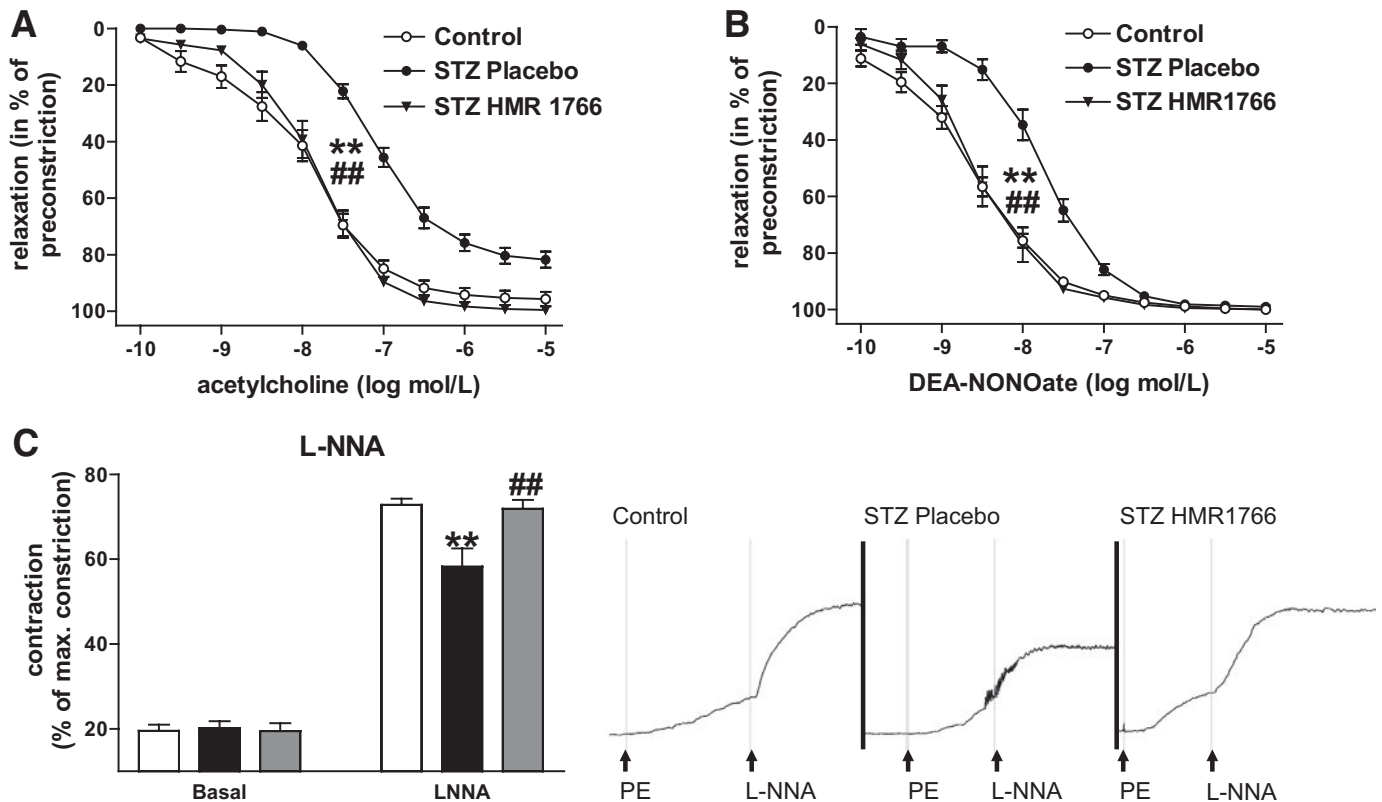 A
relaxation (in % of
preconstriction)
0
20
40
60
80
100
Control
STZ Placebo
STZ HMR 1766
**
##
-10
-9
-8
-7
-6
-5
acetylcholine (log mol/L)
B
relaxation (in % of
preconstriction)
0
20
40
60
80
100
Control
STZ Placebo
STZ HMR1766
**
##
-10
-9
-8
-7
-6
-5
DEA-NONOate (log mol/L)
C
L-NNA
contraction
(% of max. constriction)
80
60
40
20
**
##
Basal
LNNA
Control
PE
L-NNA
STZ Placebo
PE
L-NNA
STZ HMR1766
PE
L-NNA